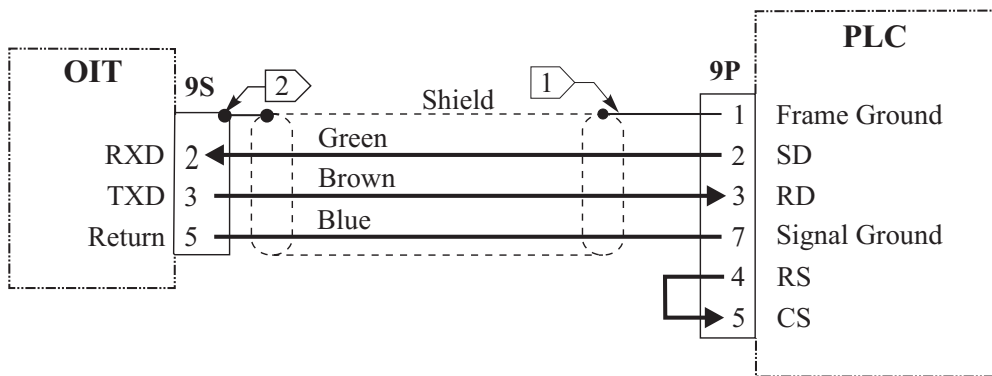 PLC
OIT
9S
2
1
9P
Shield
1 Frame Ground
RXD 2 Green 2 SD
TXD 3 Brown 3 RD
Return 5 Blue 7 Signal Ground
4 RS
5 CS